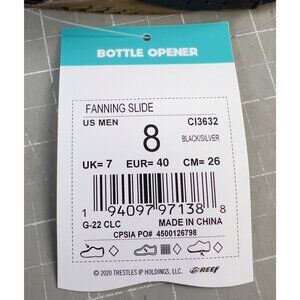 BOTTLE OPENER
FANNING SLIDE
US MEN 8 CI3632
BLACK/SILVER
UK= 7 EUR= 40 CM= 26
1 94097 97138 8
G-22 CLC MADE IN CHINA
CPSIA PO# 4500126798
© 2020 TRESTLES IP HOLDINGS, LLC. REEF